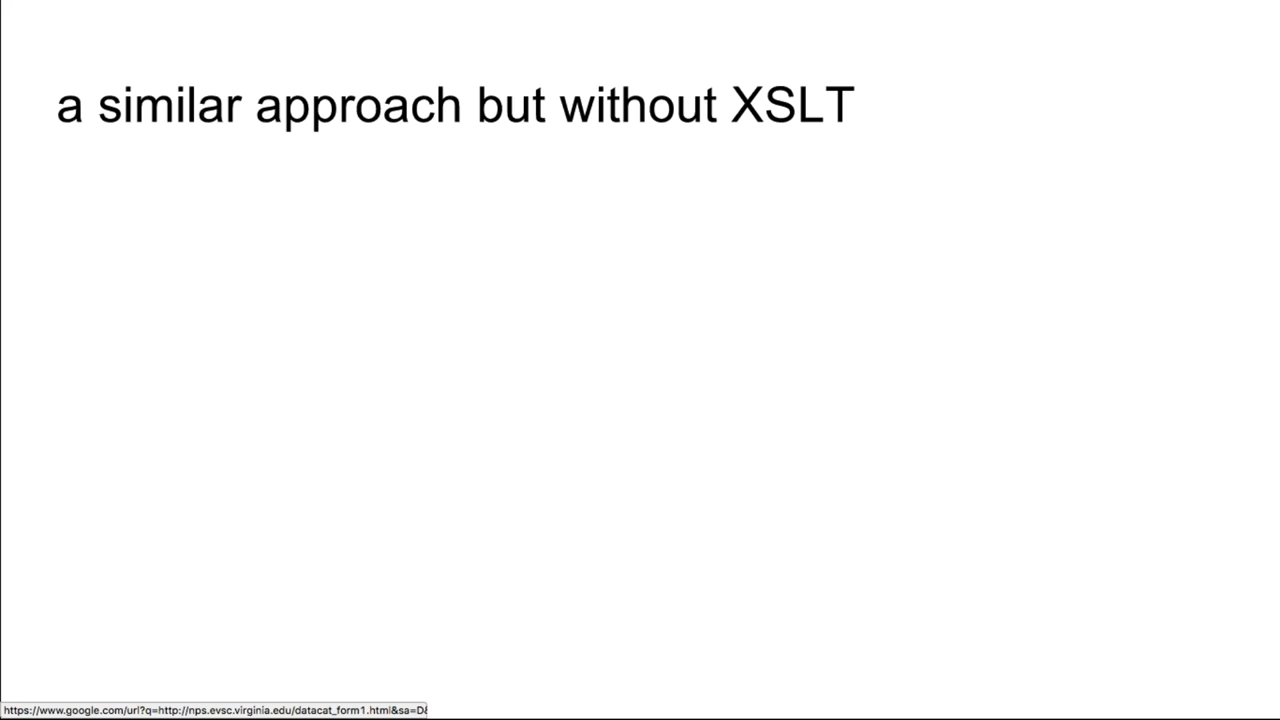 a similar approach but without XSLT
https://www.google.com/url?q=http://nps.evsc.virginia.edu/datacat_form1.html&sa=D&